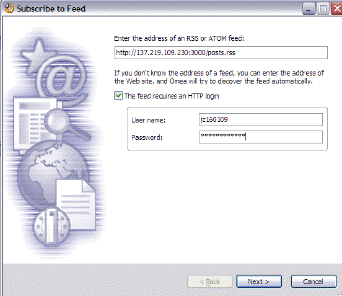 Subscribe to Feed
Enter the address of an RSS or ATOM feed:
http://137.219.109.230:3000/posts.rss
If you don't know the address of a feed, you can enter the address
of the Web site, and Omea will try to discover the feed automatically.
The feed requires an HTTP login
User name: jc160109
Password: ************
< Back Next > Cancel